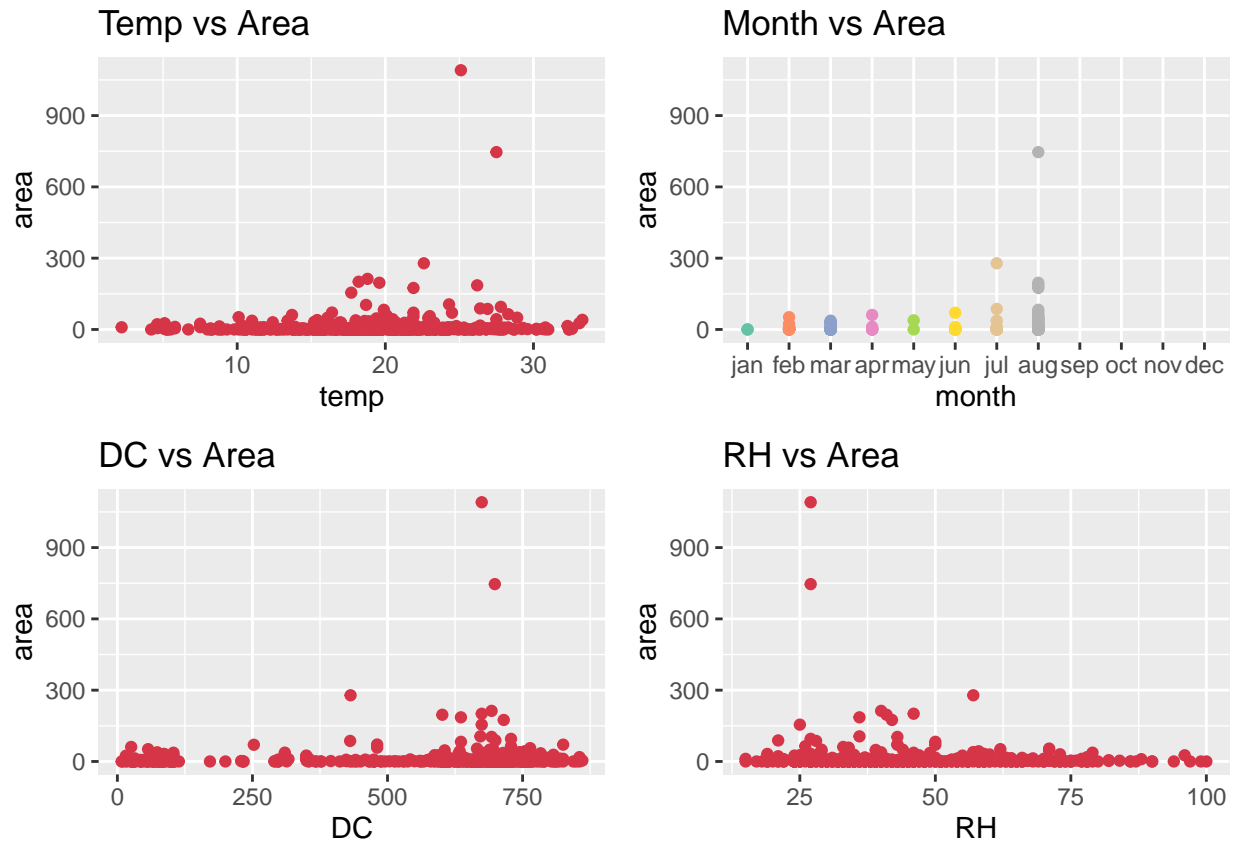 Temp vs Area
area
900
600
300
0
10 20 30
temp
Month vs Area
area
900
600
300
0
jan feb mar apr may jun jul aug sep oct nov dec
month
DC vs Area
area
900
600
300
0
0 250 500 750
DC
RH vs Area
area
900
600
300
0
25 50 75 100
RH